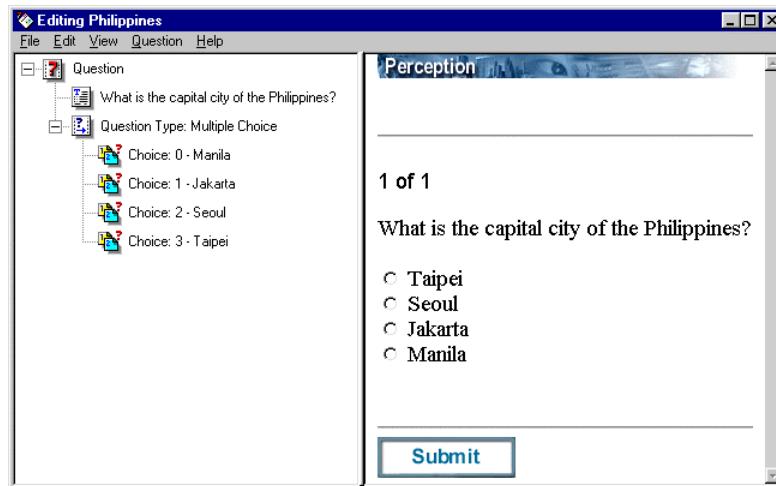 Editing Philippines
File Edit View Question Help
Question
What is the capital city of the Philippines?
Question Type: Multiple Choice
Choice: 0 - Manila
Choice: 1 - Jakarta
Choice: 2 - Seoul
Choice: 3 - Taipei
Perception
1 of 1
What is the capital city of the Philippines?
Taipei
Seoul
Jakarta
Manila
Submit